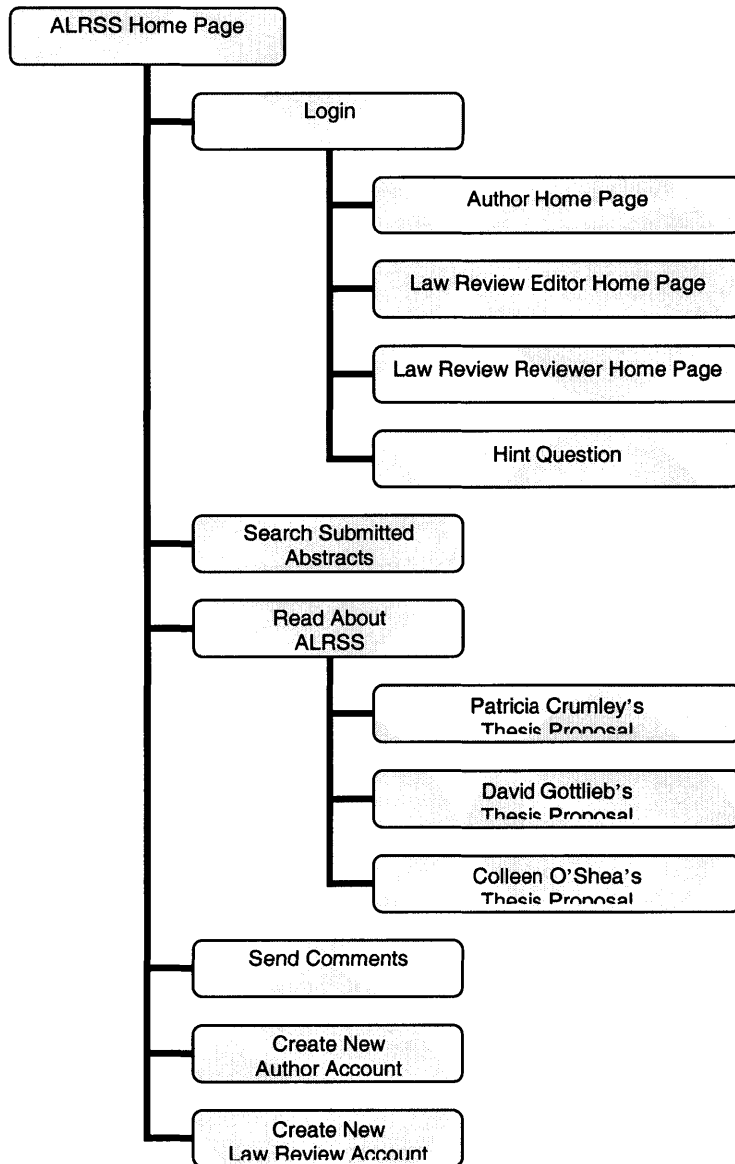 ALRSS Home Page
Login
Author Home Page
Law Review Editor Home Page
Law Review Reviewer Home Page
Hint Question
Search Submitted
Abstracts
Read About
ALRSS
Patricia Crumley's
Thesis Proposal
David Gottlieb's
Thesis Proposal
Colleen O'Shea's
Thesis Proposal
Send Comments
Create New
Author Account
Create New
Law Review Account